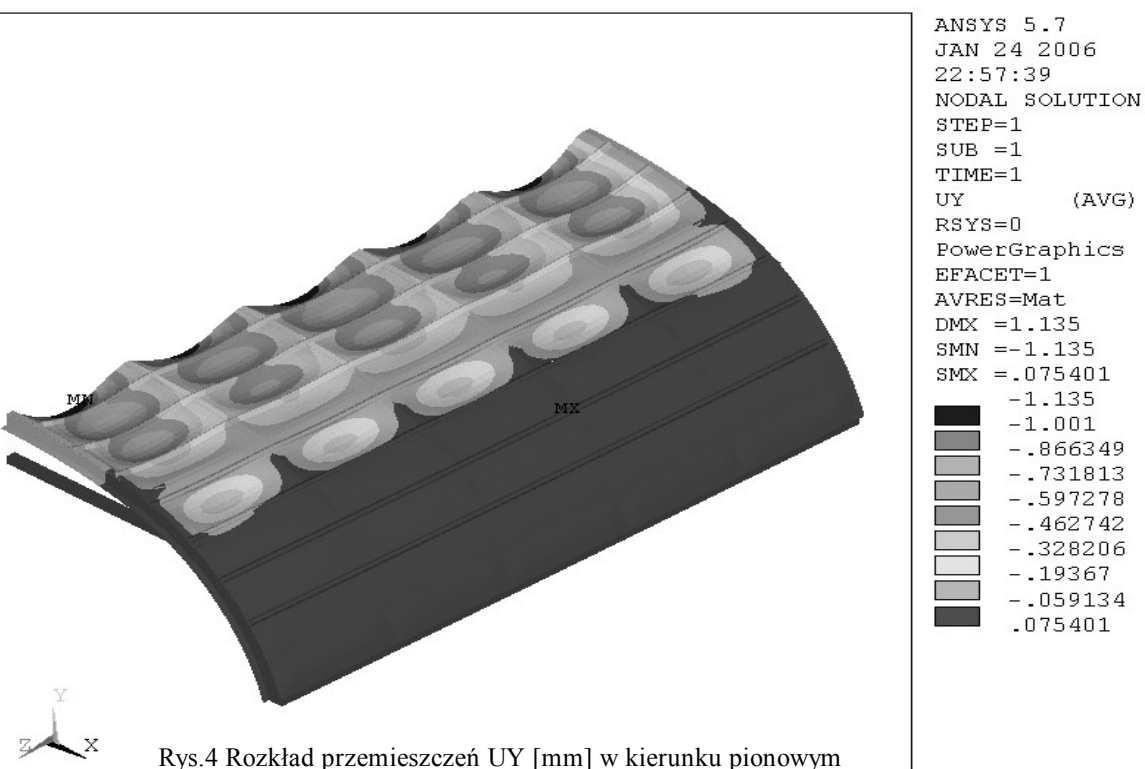 ANSYS 5.7
JAN 24 2006
22:57:39
NODAL SOLUTION
STEP=1
SUB =1
TIME=1
UY (AVG)
RSYS=0
PowerGraphics
EFACET=1
AVRES=Mat
DMX =1.135
SMN =-1.135
SMX =.075401
-1.135
-1.001
-.866349
-.731813
-.597278
-.462742
-.328206
-.19367
-.059134
.075401
MN
MX
Y
Z
X
Rys.4 Rozkład przemieszczeń UY [mm] w kierunku pionowym